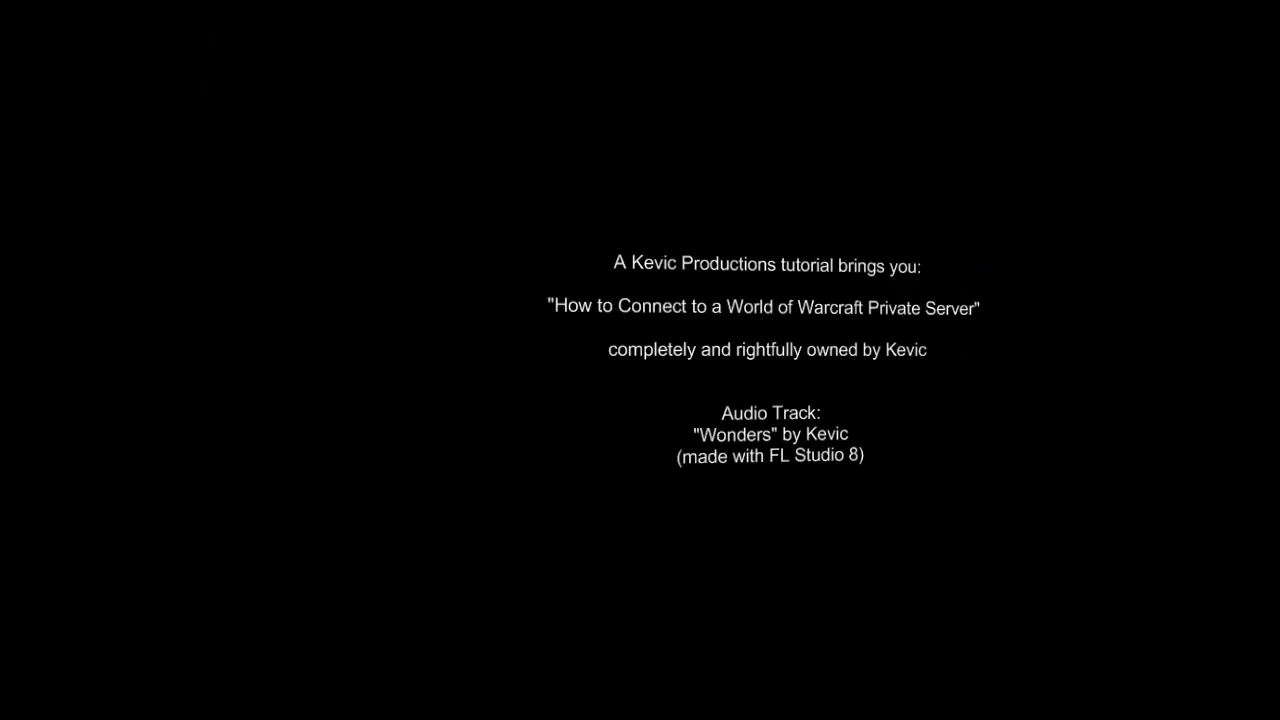 A Kevic Productions tutorial brings you:
"How to Connect to a World of Warcraft Private Server"
completely and rightfully owned by Kevic
Audio Track:
"Wonders" by Kevic
(made with FL Studio 8)